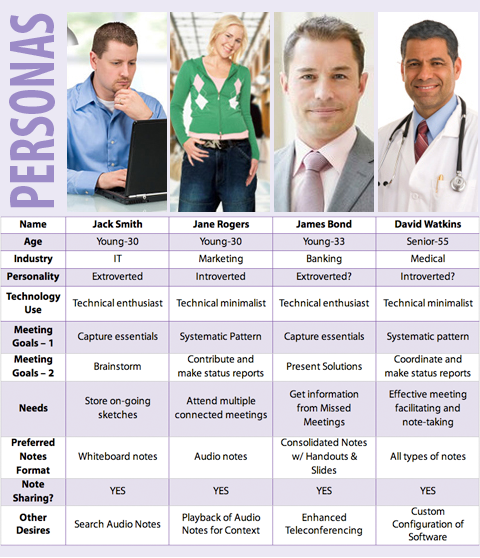 PERSONAS
Name Jack Smith Jane Rogers James Bond David Watkins
Age Young-30 Young-30 Young-33 Senior-55
Industry IT Marketing Banking Medical
Personality Extroverted Introverted Extroverted? Introverted?
Technology
Use Technical enthusiast Technical minimalist Technical enthusiast Technical minimalist
Meeting
Goals – 1 Capture essentials Systematic Pattern Capture essentials Systematic pattern
Meeting
Goals – 2 Brainstorm Contribute and
make status reports Present Solutions Coordinate and
make status reports
Needs Store on-going
sketches Attend multiple
connected meetings Get information
from Missed
Meetings Effective meeting
facilitating and
note-taking
Preferred
Notes
Format Whiteboard notes Audio notes Consolidated Notes
w/ Handouts &
Slides All types of notes
Note
Sharing? YES YES YES YES
Other
Desires Search Audio Notes Playback of Audio
Notes for Context Enhanced
Teleconferencing Custom
Configuration of
Software